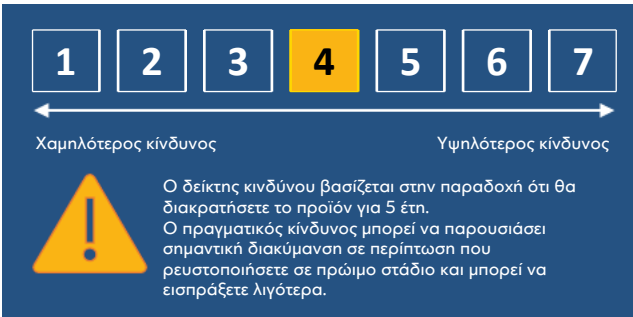 1 2 3 4 5 6 7
Χαμηλότερος κίνδυνος Υψηλότερος κίνδυνος
Ο δείκτης κινδύνου βασίζεται στην παραδοχή ότι θα
διακρατήσετε το προϊόν για 5 έτη.
Ο πραγματικός κίνδυνος μπορεί να παρουσιάσει
σημαντική διακύμανση σε περίπτωση που
ρευστοποιήσετε σε πρώιμο στάδιο και μπορεί να
εισπράξετε λιγότερα.